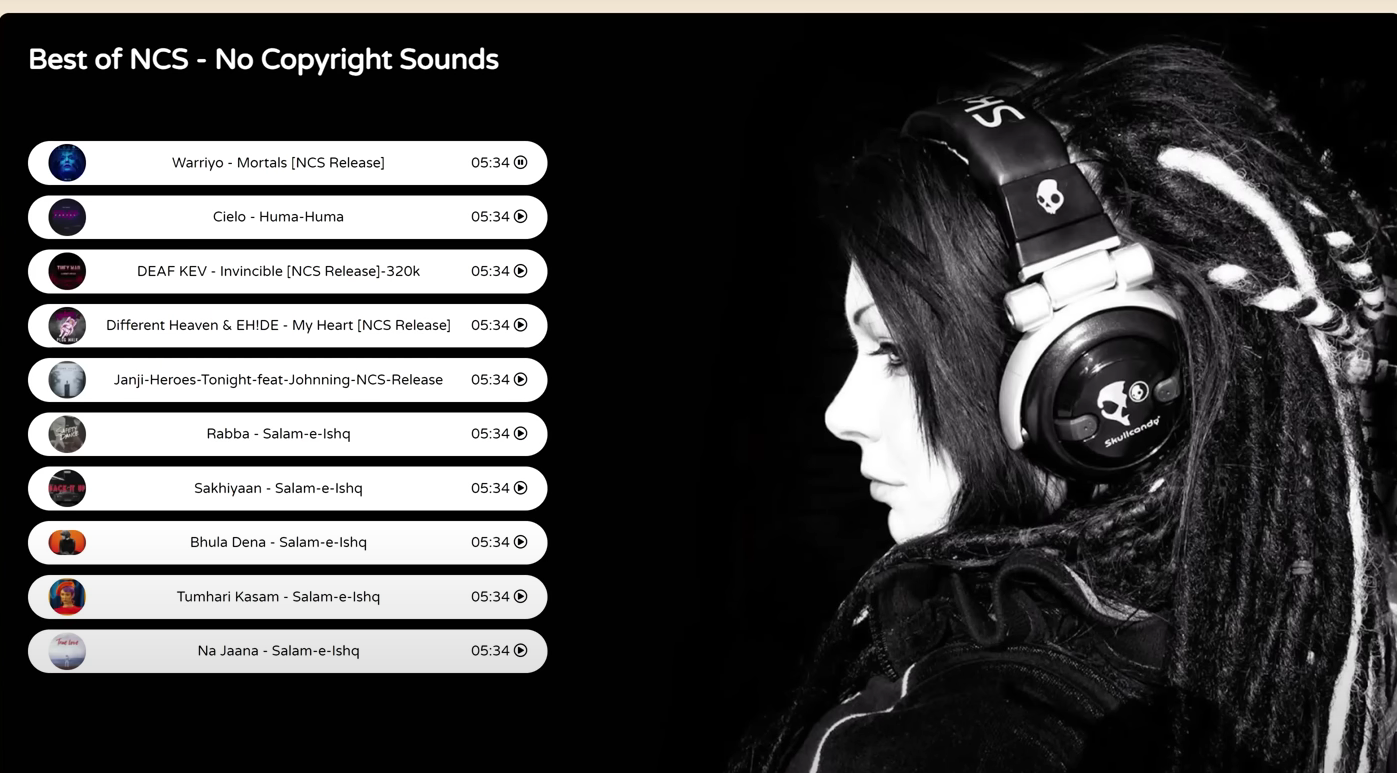 Best of NCS - No Copyright Sounds
Warriyo - Mortals [NCS Release] 05:34
Cielo - Huma-Huma 05:34
DEAF KEV - Invincible [NCS Release]-320k 05:34
Different Heaven & EH!DE - My Heart [NCS Release] 05:34
Janji-Heroes-Tonight-feat-Johnning-NCS-Release 05:34
Rabba - Salam-e-Ishq 05:34
Sakhiyaan - Salam-e-Ishq 05:34
Bhula Dena - Salam-e-Ishq 05:34
Tumhari Kasam - Salam-e-Ishq 05:34
Na Jaana - Salam-e-Ishq 05:34
Skullcandy